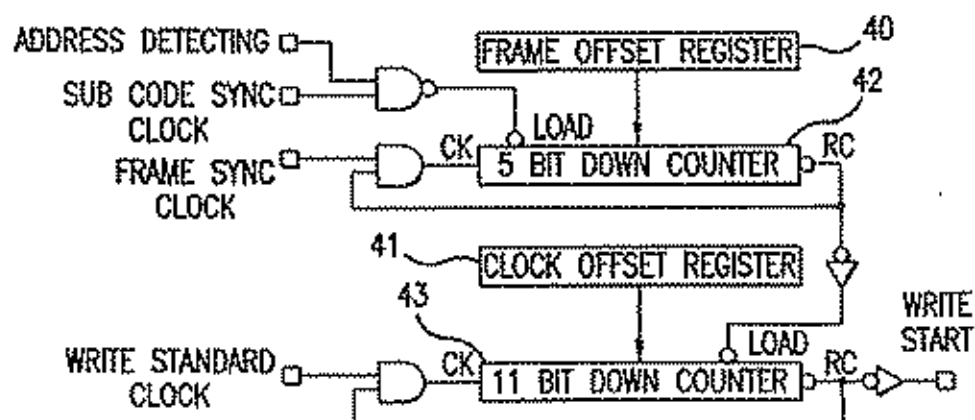 ADDRESS DETECTING
FRAME OFFSET REGISTER
40
SUB CODE SYNC
CLOCK
LOAD
42
CK
5 BIT DOWN COUNTER
RC
FRAME SYNC
CLOCK
41
CLOCK OFFSET REGISTER
43
WRITE
START
LOAD
WRITE STANDARD
CLOCK
CK
11 BIT DOWN COUNTER
RC